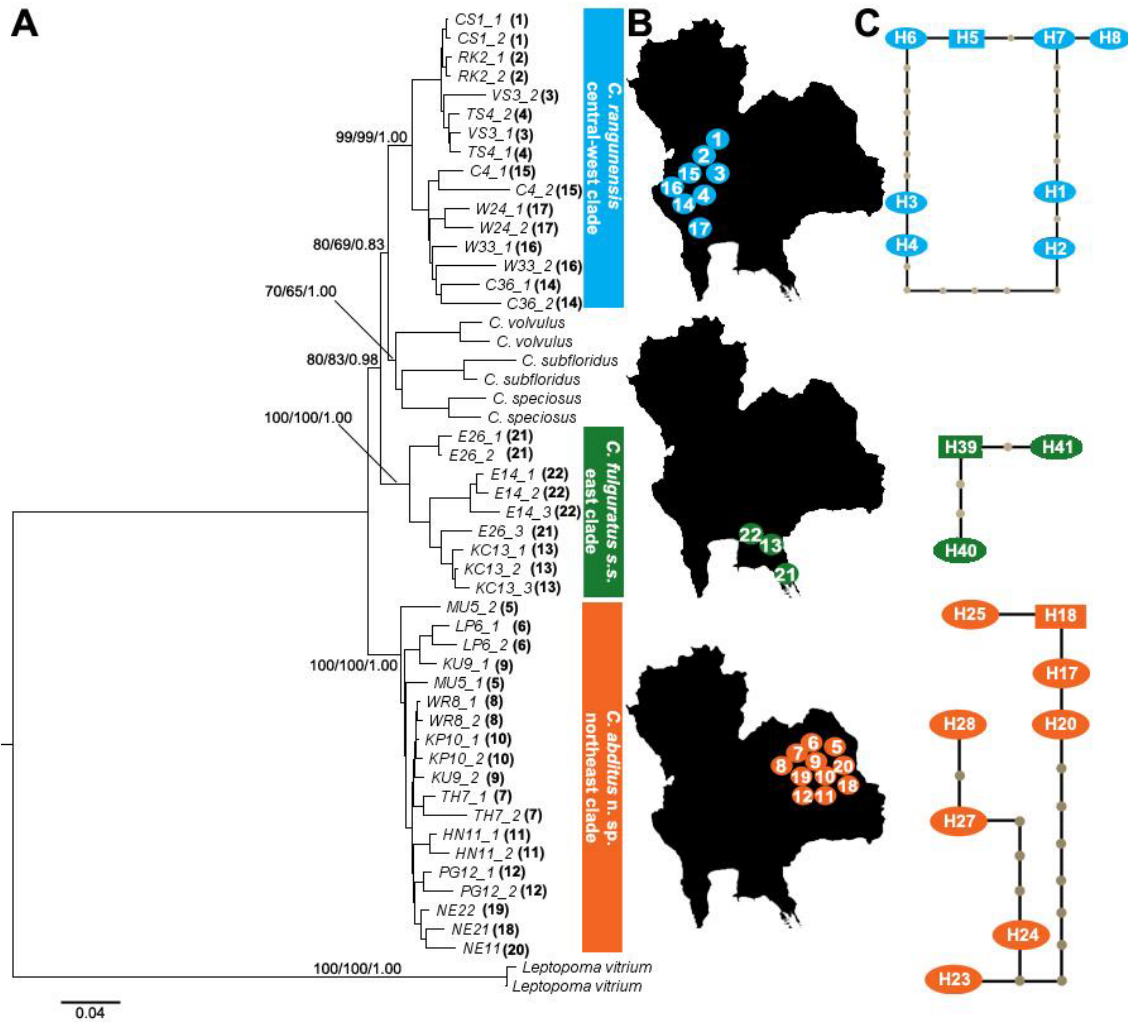 A
CS1_1 (1)
CS1_2 (1)
RK2_1 (2)
RK2_2 (2)
VS3_2 (3)
TS4_2 (4)
VS3_1 (3)
TS4_1 (4)
C4_1 (15)
C4_2 (15)
W24_1 (17)
W24_2 (17)
W33_1 (16)
W33_2 (16)
C36_1 (14)
C36_2 (14)
C. volvulus
C. volvulus
C. subfloridus
C. subfloridus
C. speciosus
C. speciosus
E26_1 (21)
E26_2 (21)
E14_1 (22)
E14_2 (22)
E14_3 (22)
E26_3 (21)
KC13_1 (13)
KC13_2 (13)
KC13_3 (13)
MU5_2 (5)
LP6_1 (6)
LP6_2 (6)
KU9_1 (9)
MU5_1 (5)
WR8_1 (8)
WR8_2 (8)
KP10_1 (10)
KP10_2 (10)
KU9_2 (9)
TH7_1 (7)
TH7_2 (7)
HN11_1 (11)
HN11_2 (11)
PG12_1 (12)
PG12_2 (12)
NE22 (19)
NE21 (18)
NE11 (20)
Leptopoma vitrium
Leptopoma vitrium
99/99/1.00
80/69/0.83
70/65/1.00
80/83/0.98
100/100/1.00
100/100/1.00
100/100/1.00
0.04
C. rangunensis
central-west clade
C. fulguratus s.s.
east clade
C. abditus n. sp.
northeast clade
B
1
2
15
3
16
4
14
17
22
13
21
6
5
7
8
9
20
19
10
18
12
11
C
H6
H5
H7
H8
H3
H1
H4
H2
H39
H41
H40
H25
H18
H17
H28
H20
H27
H24
H23